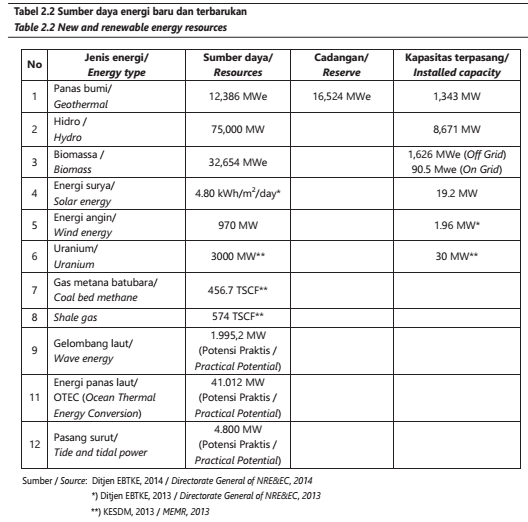 Tabel 2.2 Sumber daya energi baru dan terbarukan
Table 2.2 New and renewable energy resources
No
Jenis energi/
Energy type
Sumber daya/
Resources
Cadangan/
Reserve
Kapasitas terpasang/
Installed capacity
1
Panas bumi/
Geothermal
12,386 MWe
16,524 MWe
1,343 MW
2
Hidro /
Hydro
75,000 MW
8,671 MW
3
Biomassa /
Biomass
32,654 MWe
1,626 MWe (Off Grid)
90.5 Mwe (On Grid)
4
Energi surya/
Solar energy
4.80 kWh/m²/day*
19.2 MW
5
Energi angin/
Wind energy
970 MW
1.96 MW*
6
Uranium/
Uranium
3000 MW**
30 MW**
7
Gas metana batubara/
Coal bed methane
456.7 TSCF**
8
Shale gas
574 TSCF**
9
Gelombang laut/
Wave energy
1.995,2 MW
(Potensi Praktis /
Practical Potential)
11
Energi panas laut/
OTEC (Ocean Thermal
Energy Conversion)
41.012 MW
(Potensi Praktis /
Practical Potential)
12
Pasang surut/
Tide and tidal power
4.800 MW
(Potensi Praktis /
Practical Potential)
Sumber / Source: Ditjen EBTKE, 2014 / Directorate General of NRE&EC, 2014
*) Ditjen EBTKE, 2013 / Directorate General of NRE&EC, 2013
**) KESDM, 2013 / MEMR, 2013